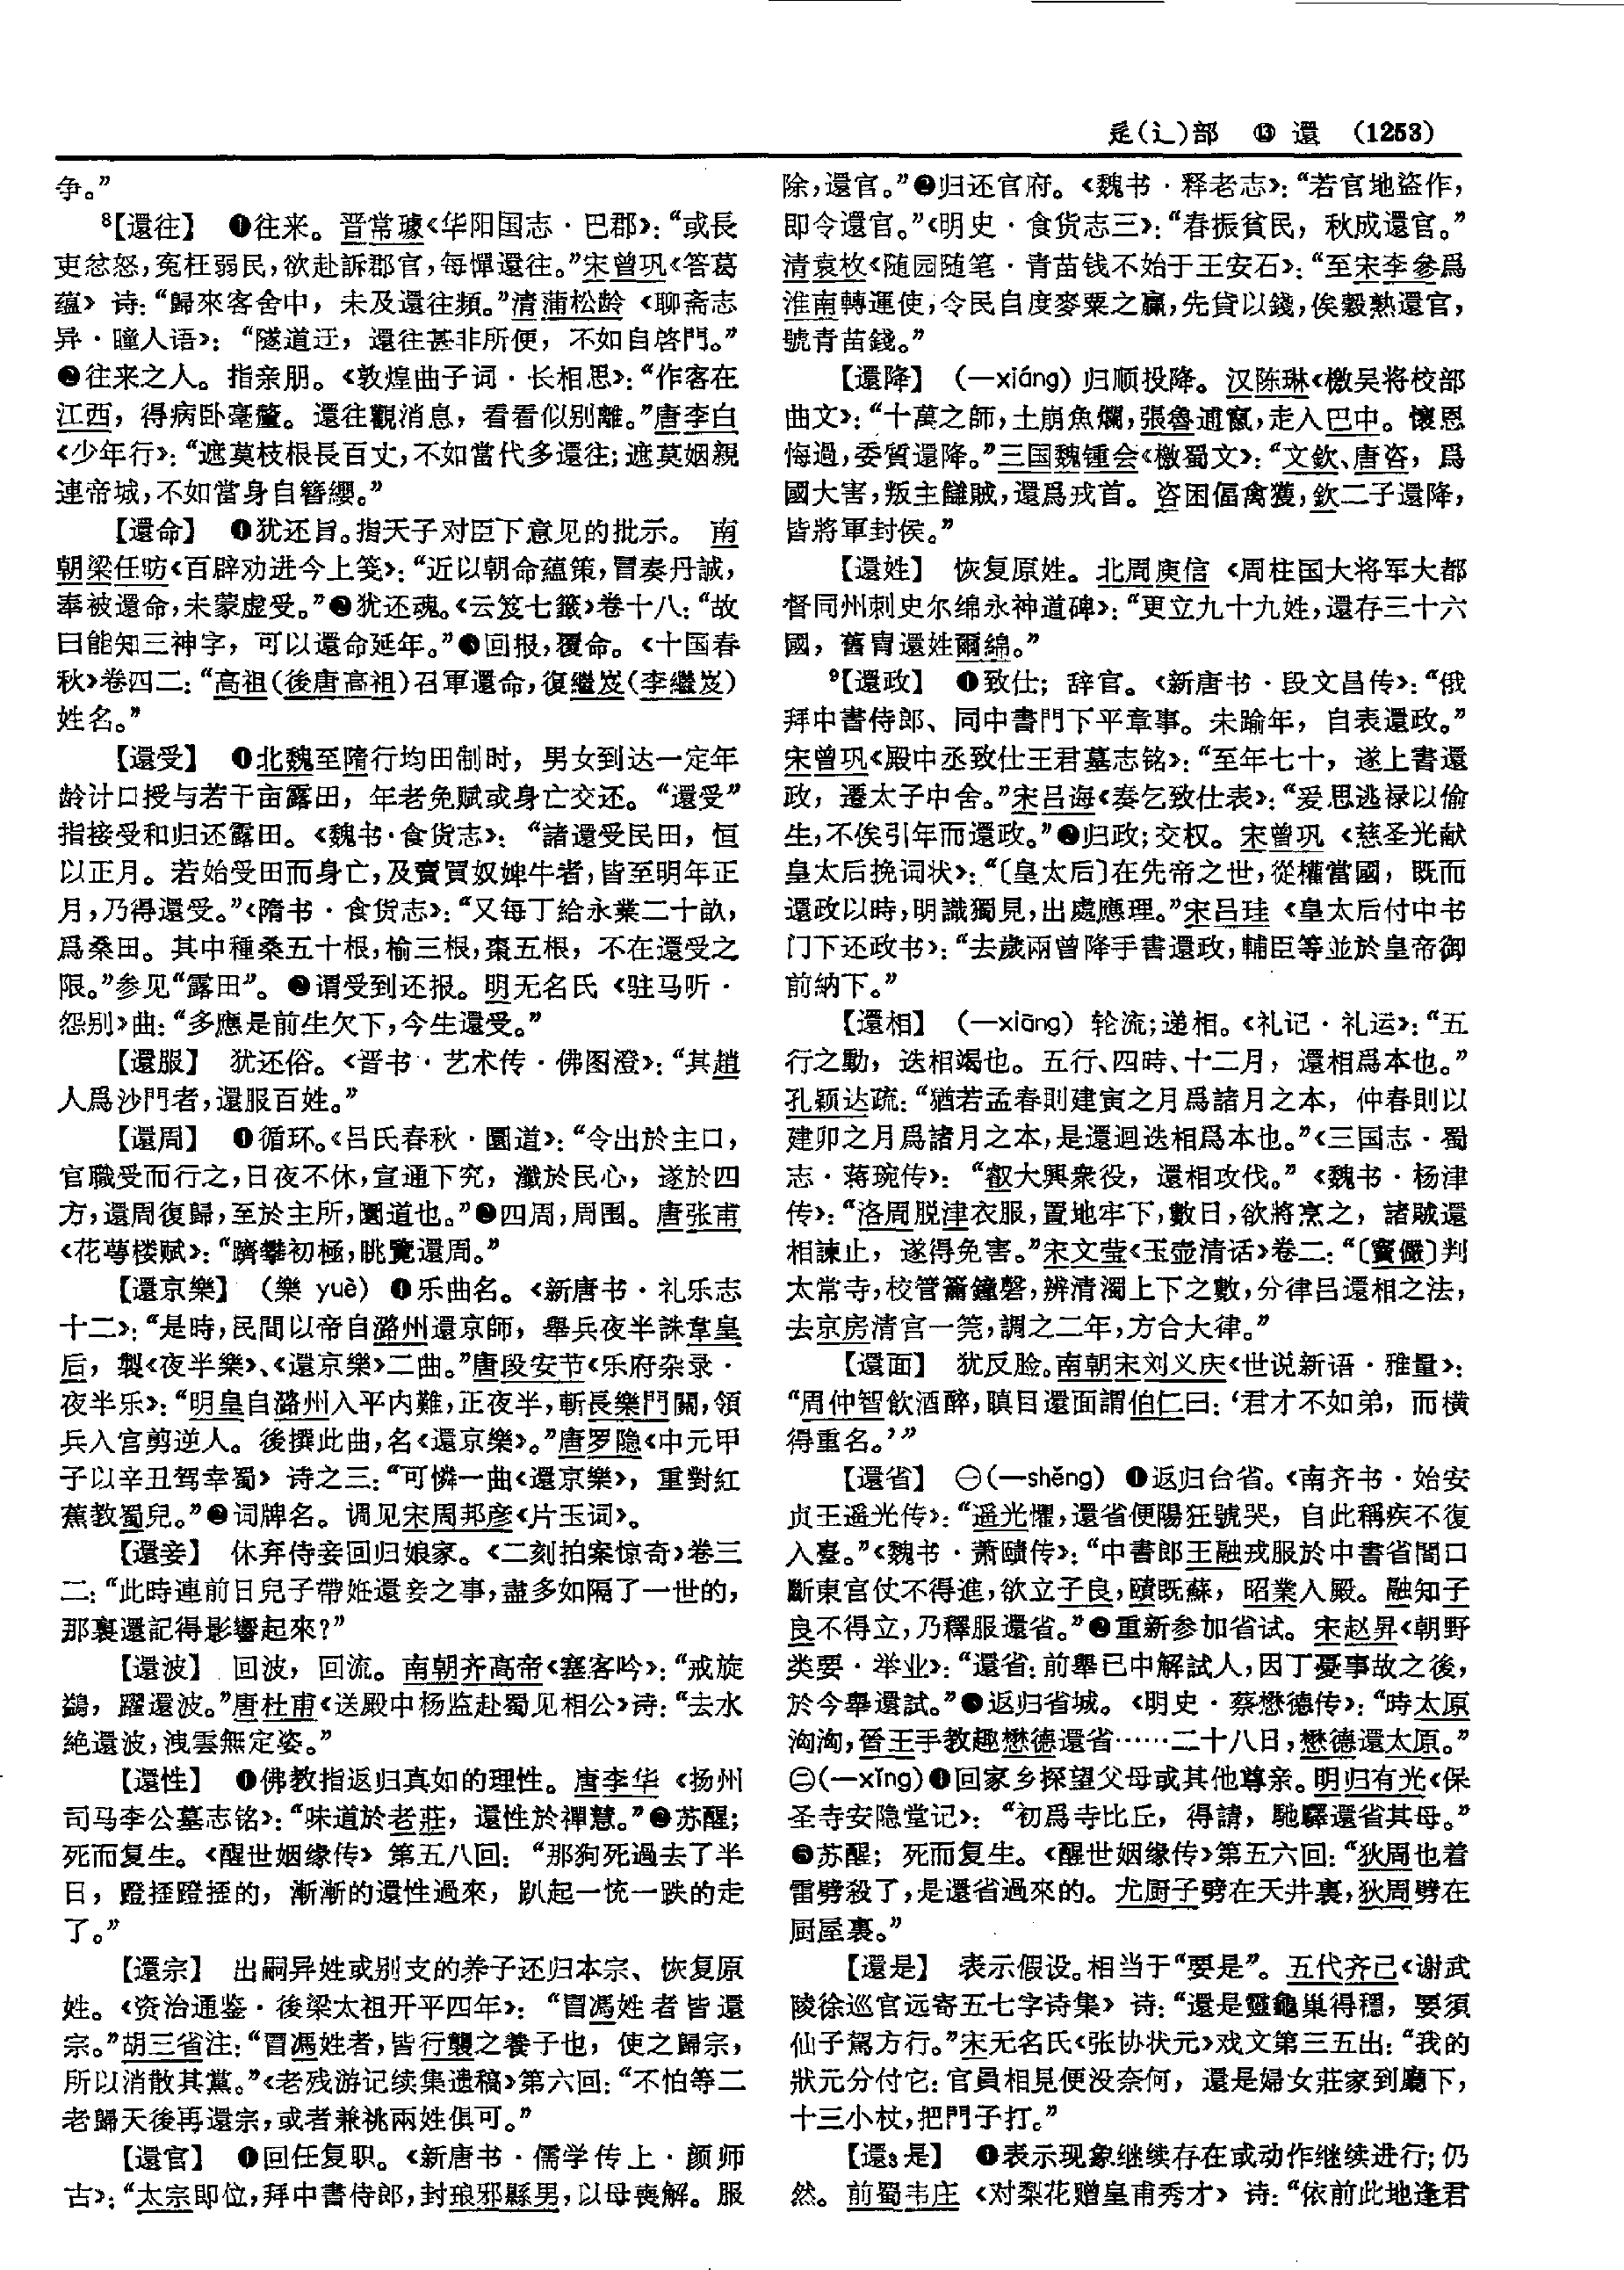 辵(辶)部　⑬ 還　(1253)
争。”
⁸【還往】　❶往来。晋常璩《华阳国志·巴郡》：“或長
吏忿怒，冤枉弱民，欲赴訴郡官，每憚還往。”宋曾巩《答葛
蕴》诗：“歸來客舍中，未及還往頻。”清蒲松龄《聊斋志
异·瞳人语》：“隧道迂，還往甚非所便，不如自啓門。”
❷往来之人。指亲朋。《敦煌曲子词·长相思》：“作客在
江西，得病卧毫釐。還往觀消息，看看似别離。”唐李白
《少年行》：“遮莫枝根長百丈，不如當代多還往；遮莫姻親
連帝城，不如當身自簪纓。”
【還命】　❶犹还旨。指天子对臣下意见的批示。南
朝梁任昉《百辟劝进今上笺》：“近以朝命藴策，冒奏丹誠，
奉被還命，未蒙虚受。”❷犹还魂。《云笈七籤》卷十八：“故
曰能知三神字，可以還命延年。”❸回报，覆命。《十国春
秋》卷四二：“高祖(後唐高祖)召軍還命，復繼岌(李繼岌)
姓名。”
【還受】　❶北魏至隋行均田制时，男女到达一定年
龄计口授与若干亩露田，年老免赋或身亡交还。“還受”
指接受和归还露田。《魏书·食货志》：“諸還受民田，恒
以正月。若始受田而身亡，及賣買奴婢牛者，皆至明年正
月，乃得還受。”《隋书·食货志》：“又每丁給永業二十畝，
爲桑田。其中種桑五十根，榆三根，棗五根，不在還受之
限。”参见“露田”。❷谓受到还报。明无名氏《驻马听·
怨别》曲：“多應是前生欠下，今生還受。”
【還服】　犹还俗。《晋书·艺术传·佛图澄》：“其趙
人爲沙門者，還服百姓。”
【還周】　❶循环。《吕氏春秋·圜道》：“令出於主口，
官職受而行之，日夜不休，宣通下究，瀸於民心，遂於四
方，還周復歸，至於主所，圜道也。”❷四周，周围。唐张甫
《花萼楼赋》：“躋攀初極，眺覽還周。”
【還京樂】　(樂 yuè)　❶乐曲名。《新唐书·礼乐志
十二》：“是時，民間以帝自潞州還京師，舉兵夜半誅韋皇
后，製《夜半樂》、《還京樂》二曲。”唐段安节《乐府杂录·
夜半乐》：“明皇自潞州入平内難，正夜半，斬長樂門關，領
兵入宫剪逆人。後撰此曲，名《還京樂》。”唐罗隐《中元甲
子以辛丑驾幸蜀》诗之三：“可憐一曲《還京樂》，重對紅
蕉教蜀兒。”❷词牌名。调见宋周邦彦《片玉词》。
【還妾】　休弃侍妾回归娘家。《二刻拍案惊奇》卷三
二：“此時連前日兒子帶姙還妾之事，盡多如隔了一世的，
那裏還記得影響起來？”
【還波】　回波，回流。南朝齐高帝《塞客吟》：“戒旋
鷁，躍還波。”唐杜甫《送殿中杨监赴蜀见相公》诗：“去水
絶還波，洩雲無定姿。”
【還性】　❶佛教指返归真如的理性。唐李华《扬州
司马李公墓志铭》：“味道於老莊，還性於禪慧。”❷苏醒；
死而复生。《醒世姻缘传》第五八回：“那狗死過去了半
日，蹬挃蹬挃的，漸漸的還性過來，趴起一恍一跌的走
了。”
【還宗】　出嗣异姓或别支的养子还归本宗、恢复原
姓。《资治通鉴·後梁太祖开平四年》：“冒馮姓者皆還
宗。”胡三省注：“冒馮姓者，皆行襲之養子也，使之歸宗，
所以消散其黨。”《老残游记续集遗稿》第六回：“不怕等二
老歸天後再還宗，或者兼祧兩姓俱可。”
【還官】　❶回任复职。《新唐书·儒学传上·颜师
古》：“太宗即位，拜中書侍郎，封琅邪縣男，以母喪解。服
除，還官。”❷归还官府。《魏书·释老志》：“若官地盜作，
即令還官。”《明史·食货志三》：“春振貧民，秋成還官。”
清袁枚《随园随笔·青苗钱不始于王安石》：“至宋李參爲
淮南轉運使，令民自度麥粟之贏，先貸以錢，俟穀熟還官，
號青苗錢。”
【還降】　(—xiáng) 归顺投降。汉陈琳《檄吴将校部
曲文》：“十萬之師，土崩魚爛，張魯逋竄，走入巴中。懷恩
悔過，委質還降。”三国魏锺会《檄蜀文》：“文欽、唐咨，爲
國大害，叛主讎賊，還爲戎首。咨困偪禽獲，欽二子還降，
皆將軍封侯。”
【還姓】　恢复原姓。北周庾信《周柱国大将军大都
督同州刺史尔绵永神道碑》：“更立九十九姓，還存三十六
國，舊胄還姓爾綿。”
⁹【還政】　❶致仕；辞官。《新唐书·段文昌传》：“俄
拜中書侍郎、同中書門下平章事。未踰年，自表還政。”
宋曾巩《殿中丞致仕王君墓志铭》：“至年七十，遂上書還
政，遷太子中舍。”宋吕诲《奏乞致仕表》：“爰思逃禄以偷
生，不俟引年而還政。”❷归政；交权。宋曾巩《慈圣光献
皇太后挽词状》：“〔皇太后〕在先帝之世，從權當國，既而
還政以時，明識獨見，出處應理。”宋吕珪《皇太后付中书
门下还政书》：“去歲兩曾降手書還政，輔臣等並於皇帝御
前納下。”
【還相】　(—xiāng) 轮流；递相。《礼记·礼运》：“五
行之動，迭相竭也。五行、四時、十二月，還相爲本也。”
孔颖达疏：“猶若孟春則建寅之月爲諸月之本，仲春則以
建卯之月爲諸月之本，是還迴迭相爲本也。”《三国志·蜀
志·蒋琬传》：“叡大興衆役，還相攻伐。”《魏书·杨津
传》：“洛周脱津衣服，置地牢下，數日，欲將烹之，諸賊還
相諫止，遂得免害。”宋文莹《玉壶清话》卷二：“〔竇儼〕判
太常寺，校管籥鐘磬，辨清濁上下之數，分律吕還相之法，
去京房清宫一筦，調之二年，方合大律。”
【還面】　犹反脸。南朝宋刘义庆《世说新语·雅量》：
“周仲智飲酒醉，瞋目還面謂伯仁曰：‘君才不如弟，而横
得重名。’”
【還省】　㊀(—shěng)　❶返归台省。《南齐书·始安
贞王遥光传》：“遥光懼，還省便陽狂號哭，自此稱疾不復
入臺。”《魏书·萧赜传》：“中書郎王融戎服於中書省閤口
斷東宫仗不得進，欲立子良，賾既蘇，昭業入殿。融知子
良不得立，乃釋服還省。”❷重新参加省试。宋赵昇《朝野
类要·举业》：“還省：前舉已中解試人，因丁憂事故之後，
於今舉還試。”❸返归省城。《明史·蔡懋德传》：“時太原
洶洶，晉王手教趣懋德還省……二十八日，懋德還太原。”
㊁(—xǐng)❶回家乡探望父母或其他尊亲。明归有光《保
圣寺安隐堂记》：“初爲寺比丘，得請，馳驛還省其母。”
❷苏醒；死而复生。《醒世姻缘传》第五六回：“狄周也着
雷劈殺了，是還省過來的。尤厨子劈在天井裏，狄周劈在
厨屋裏。”
【還是】　表示假设。相当于“要是”。五代齐己《谢武
陵徐巡官远寄五七字诗集》诗：“還是靈龜巢得穩，要須
仙子駕方行。”宋无名氏《张协状元》戏文第三五出：“我的
狀元分付它：官員相見便没奈何，還是婦女莊家到廳下，
十三小杖，把門子打。”
【還₃是】　❶表示现象继续存在或动作继续进行；仍
然。前蜀韦庄《对梨花赠皇甫秀才》诗：“依前此地逢君